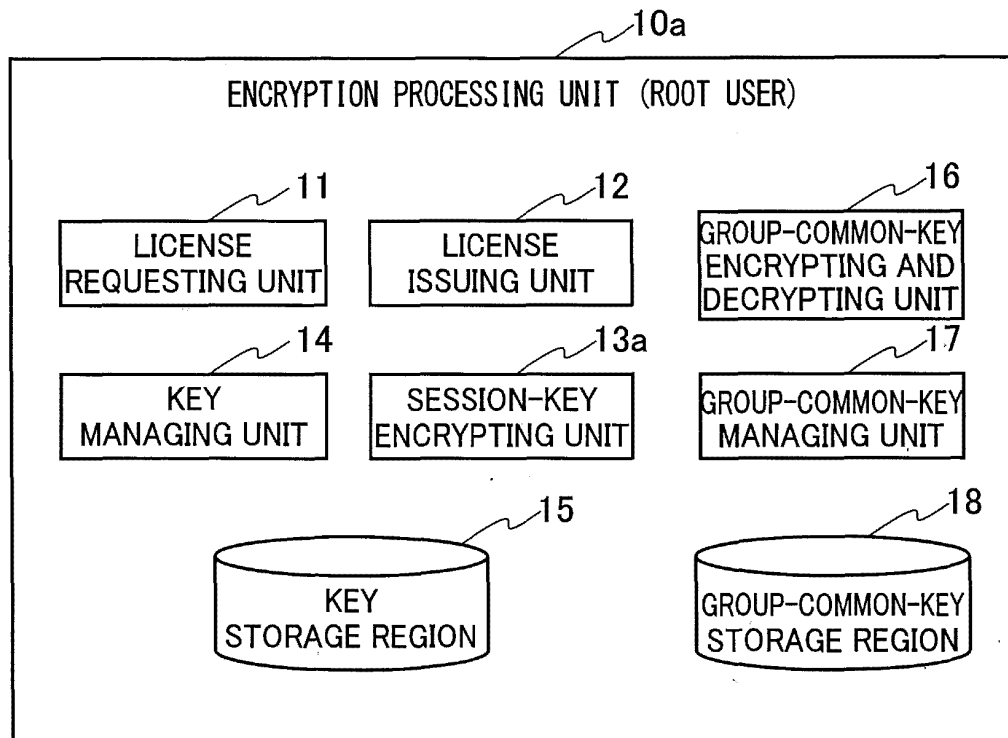 10a
ENCRYPTION PROCESSING UNIT (ROOT USER)
11
LICENSE
REQUESTING UNIT
12
LICENSE
ISSUING UNIT
16
GROUP-COMMON-KEY
ENCRYPTING AND
DECRYPTING UNIT
14
KEY
MANAGING UNIT
13a
SESSION-KEY
ENCRYPTING UNIT
17
GROUP-COMMON-KEY
MANAGING UNIT
15
KEY
STORAGE REGION
18
GROUP-COMMON-KEY
STORAGE REGION